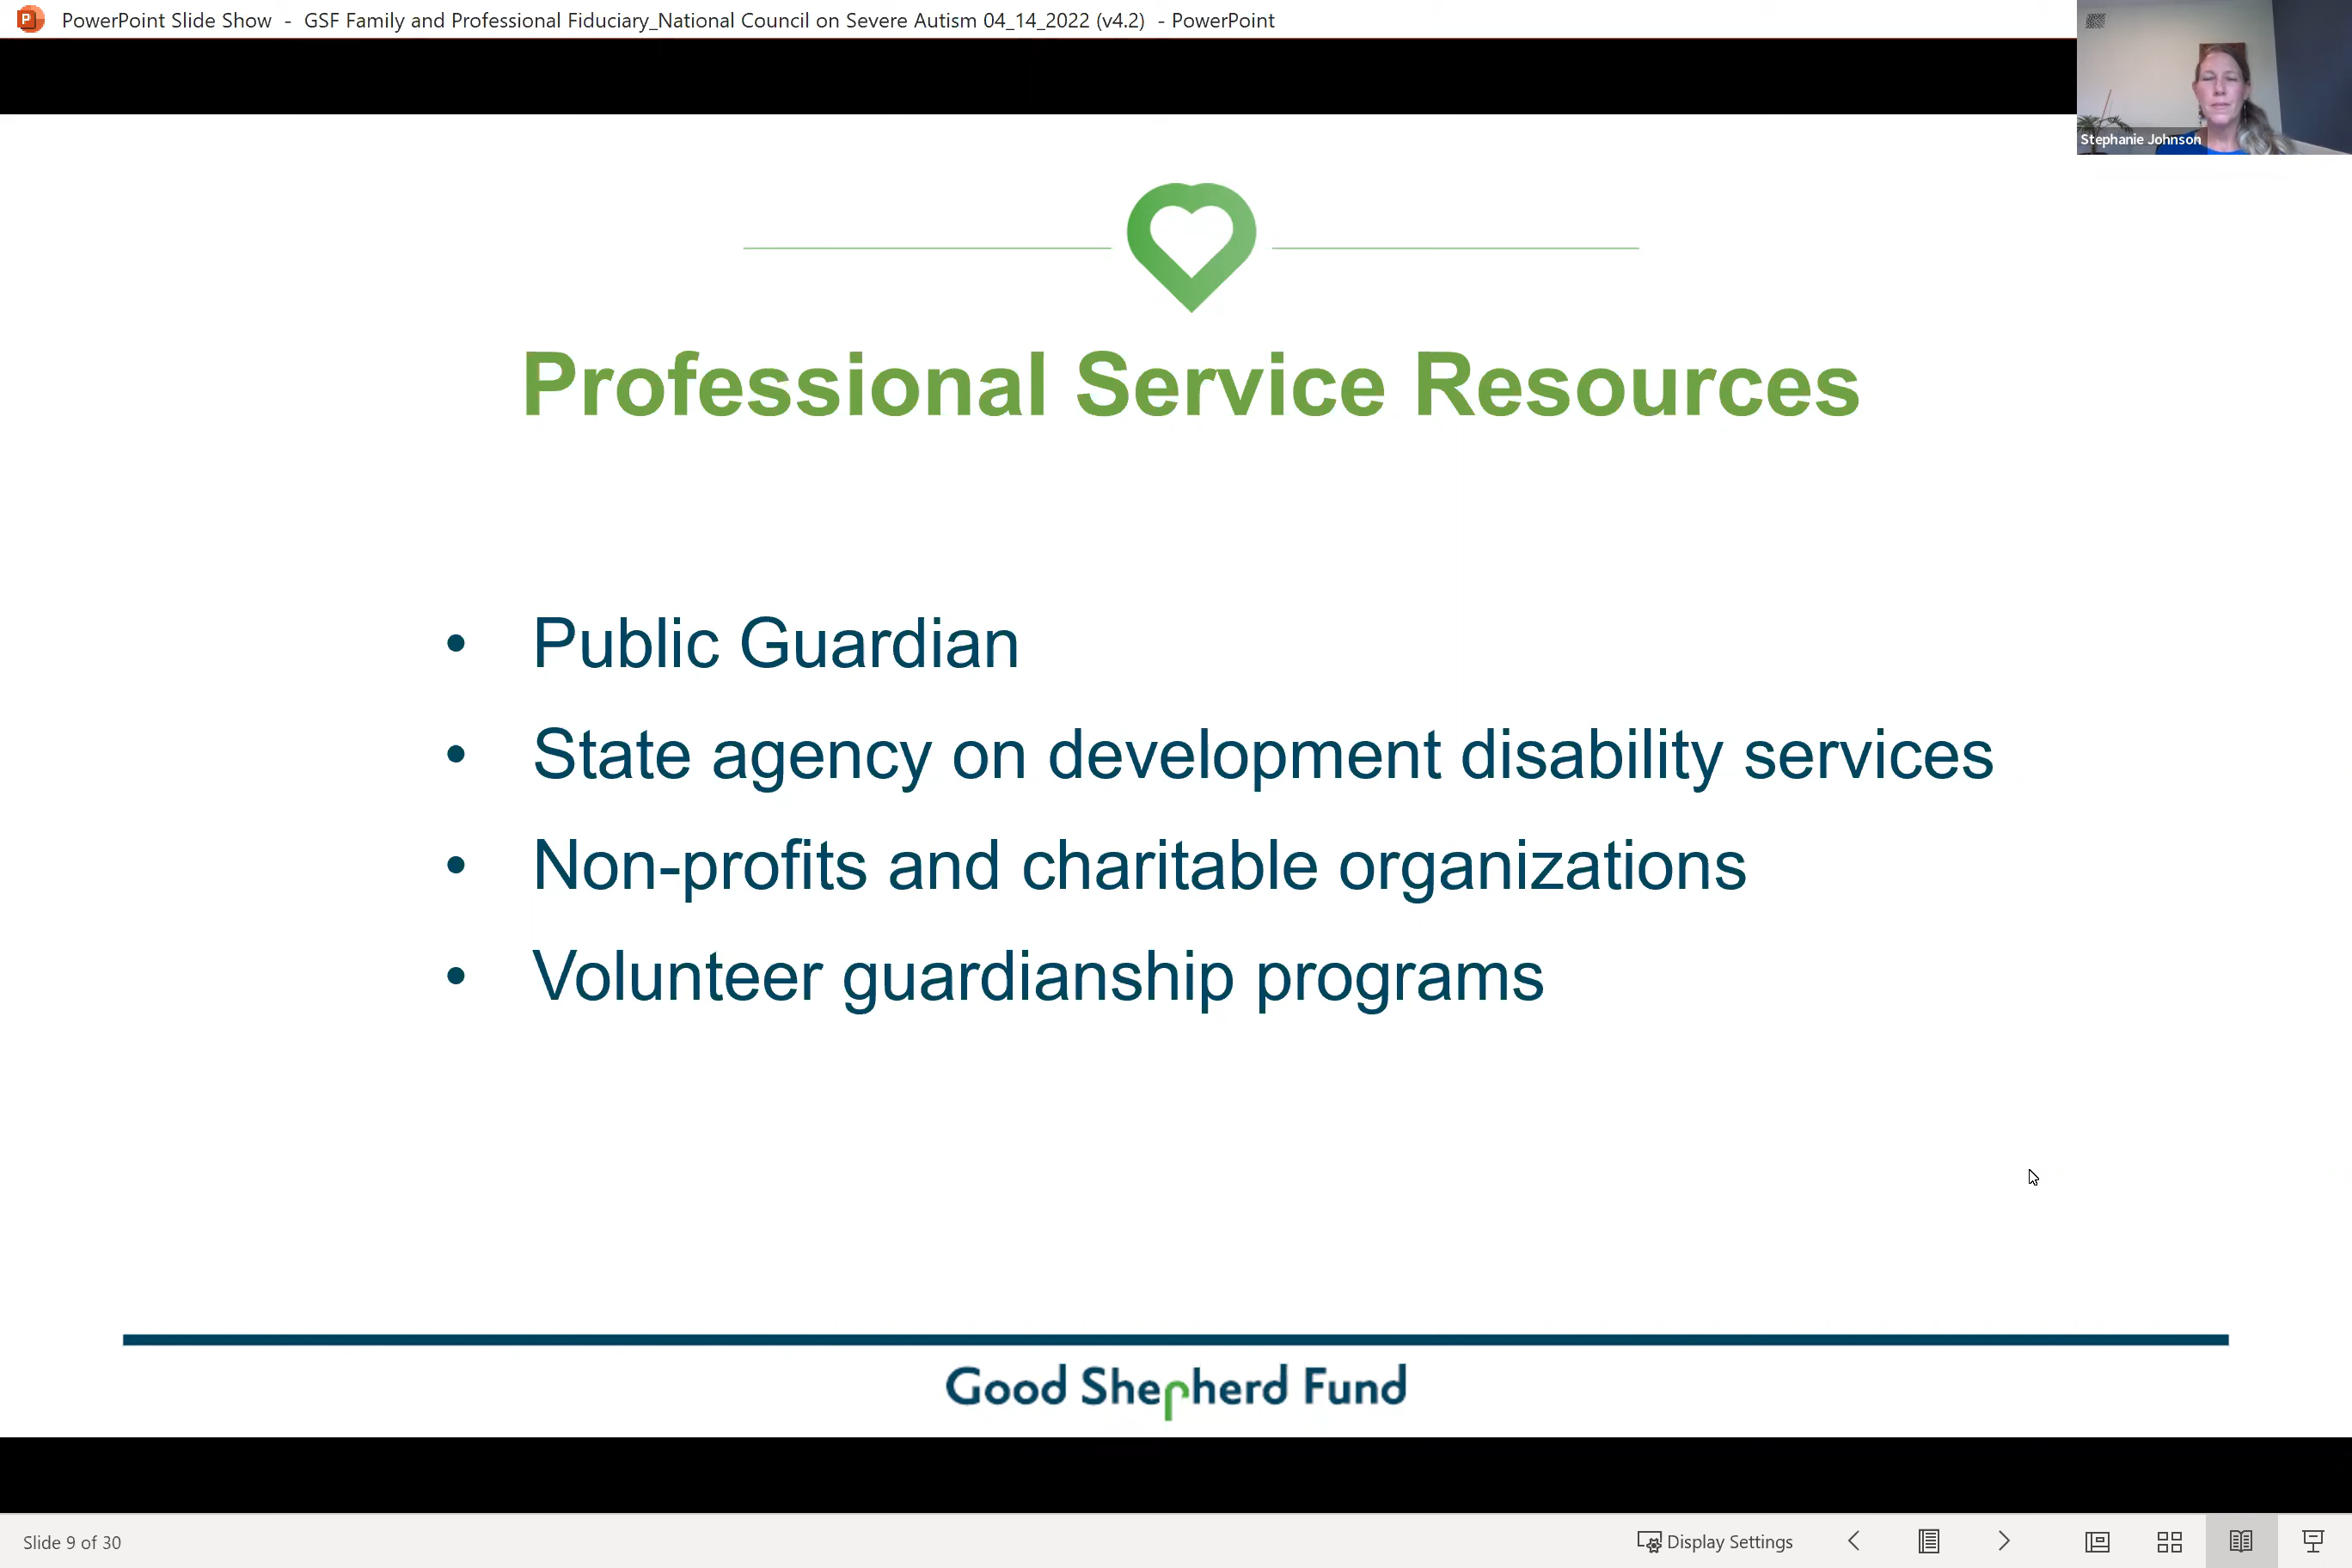 PowerPoint Slide Show - GSF Family and Professional Fiduciary_National Council on Severe Autism 04_14_2022 (v4.2) - PowerPoint
Stephanie Johnson
Professional Service Resources
• Public Guardian
• State agency on development disability services
• Non-profits and charitable organizations
• Volunteer guardianship programs
Good Shepherd Fund
Slide 9 of 30
Display Settings